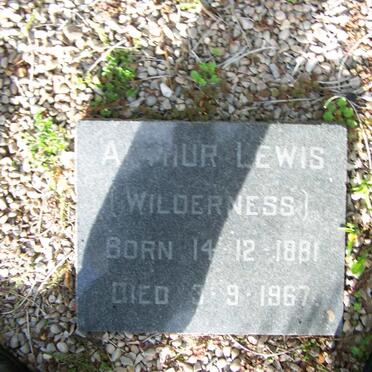 ARTHUR LEWIS
(WILDERNESS)
BORN 14-12-1881
DIED 3-9-1967